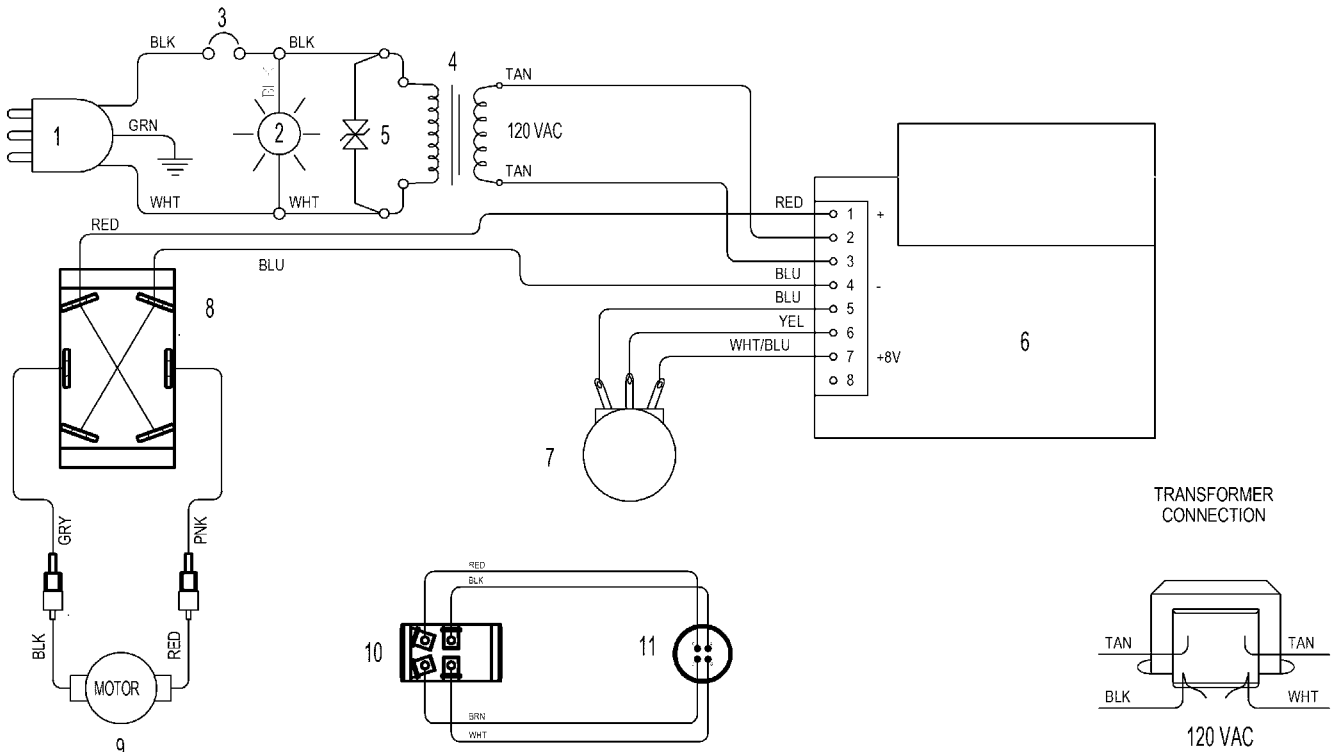 3
BLK
BLK
4
TAN
BLK
1
GRN
2
5
120 VAC
TAN
WHT
WHT
RED
RED
1 +
2
BLU
3
BLU
4 -
8
BLU
5
YEL
6
6
WHT/BLU
7 +8V
8
7
TRANSFORMER
CONNECTION
GRY
PNK
RED
BLK
BLK
RED
10
11
TAN
TAN
MOTOR
BLK
WHT
BRN
WHT
120 VAC
9